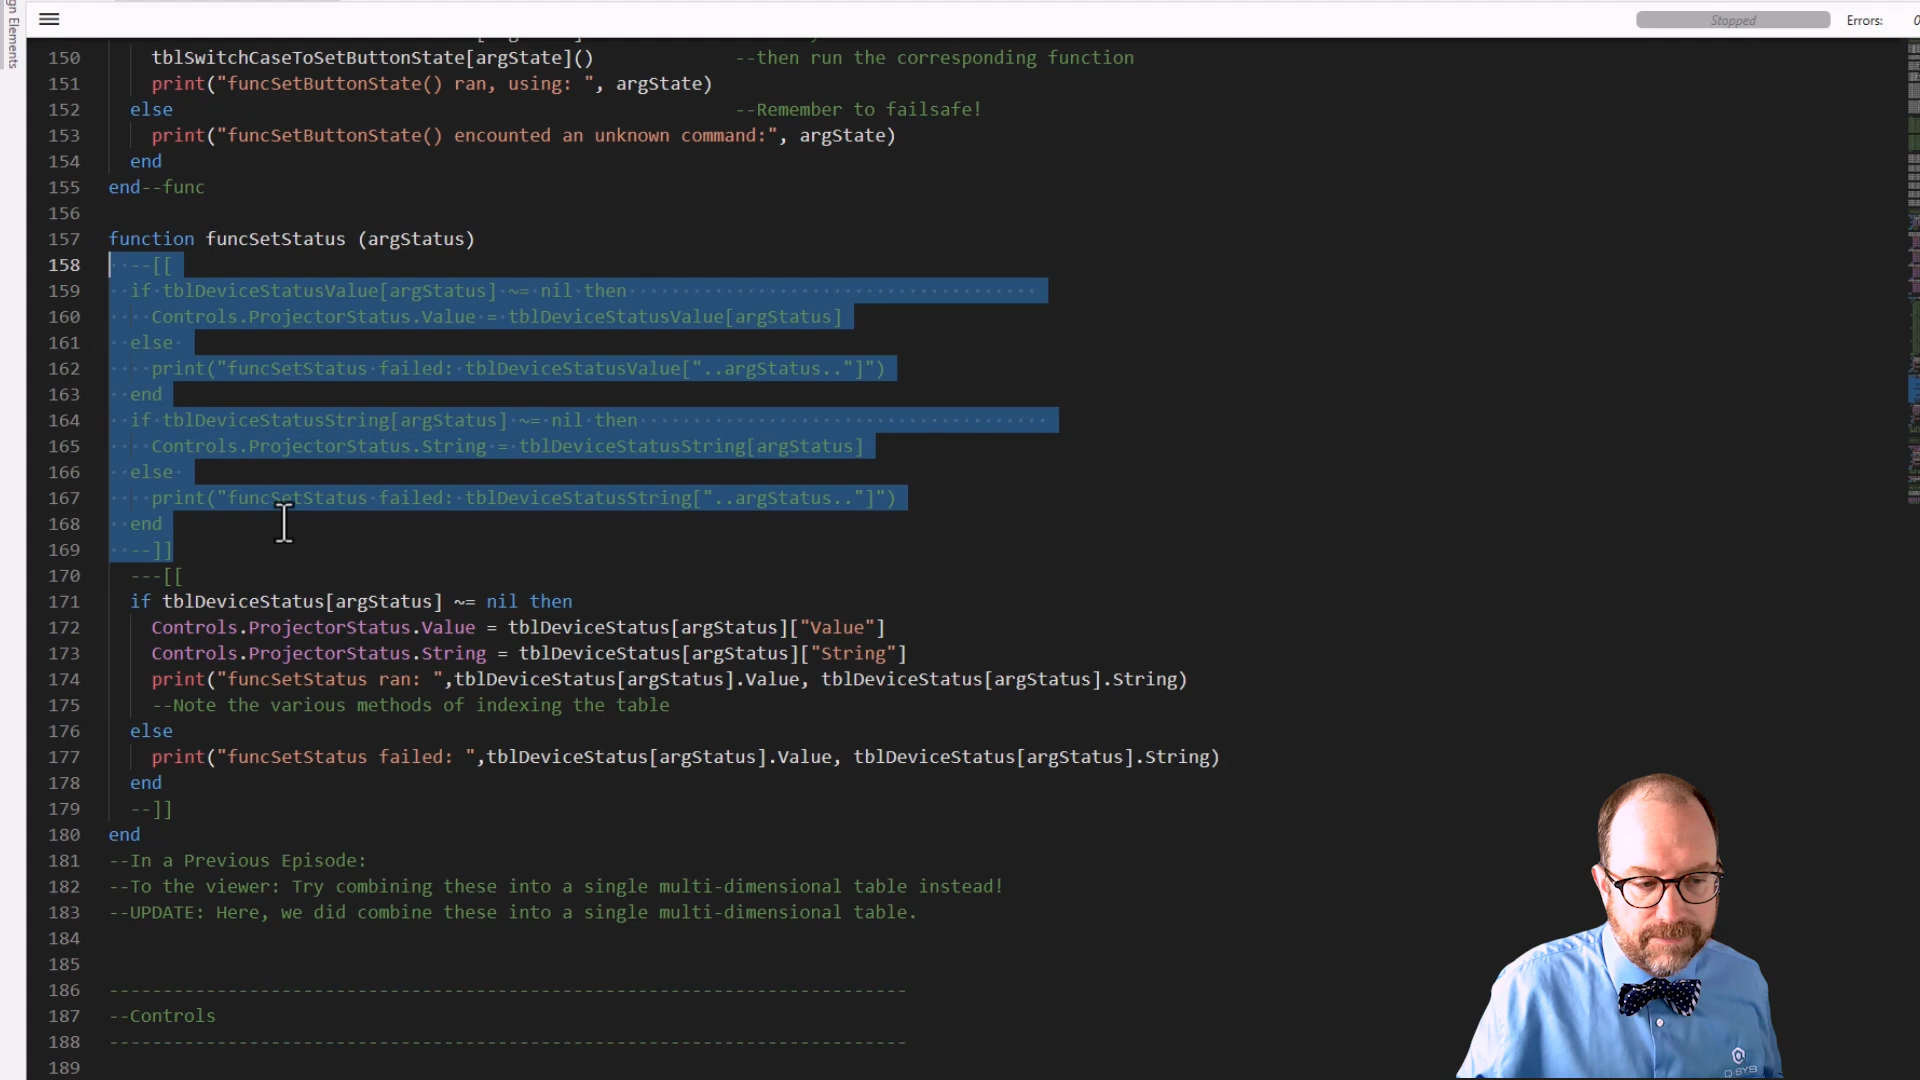 gn Elements
Stopped
Errors:
150 tblSwitchCaseToSetButtonState[argState]() --then run the corresponding function
151 print("funcSetButtonState() ran, using: ", argState)
152 else --Remember to failsafe!
153 print("funcSetButtonState() encounted an unknown command:", argState)
154 end
155 end--func
156
157 function funcSetStatus (argStatus)
158 --[[
159 if tblDeviceStatusValue[argStatus] ~= nil then
160 Controls.ProjectorStatus.Value = tblDeviceStatusValue[argStatus]
161 else
162 print("funcSetStatus failed: tblDeviceStatusValue["..argStatus.."]")
163 end
164 if tblDeviceStatusString[argStatus] ~= nil then
165 Controls.ProjectorStatus.String = tblDeviceStatusString[argStatus]
166 else
167 print("funcSetStatus failed: tblDeviceStatusString["..argStatus.."]")
168 end
169 --]]
170 ---[[
171 if tblDeviceStatus[argStatus] ~= nil then
172 Controls.ProjectorStatus.Value = tblDeviceStatus[argStatus]["Value"]
173 Controls.ProjectorStatus.String = tblDeviceStatus[argStatus]["String"]
174 print("funcSetStatus ran: ",tblDeviceStatus[argStatus].Value, tblDeviceStatus[argStatus].String)
175 --Note the various methods of indexing the table
176 else
177 print("funcSetStatus failed: ",tblDeviceStatus[argStatus].Value, tblDeviceStatus[argStatus].String)
178 end
179 --]]
180 end
181 --In a Previous Episode:
182 --To the viewer: Try combining these into a single multi-dimensional table instead!
183 --UPDATE: Here, we did combine these into a single multi-dimensional table.
184
185
186 --------------------------------------------------------------------------
187 --Controls
188 --------------------------------------------------------------------------
189
Q-SYS